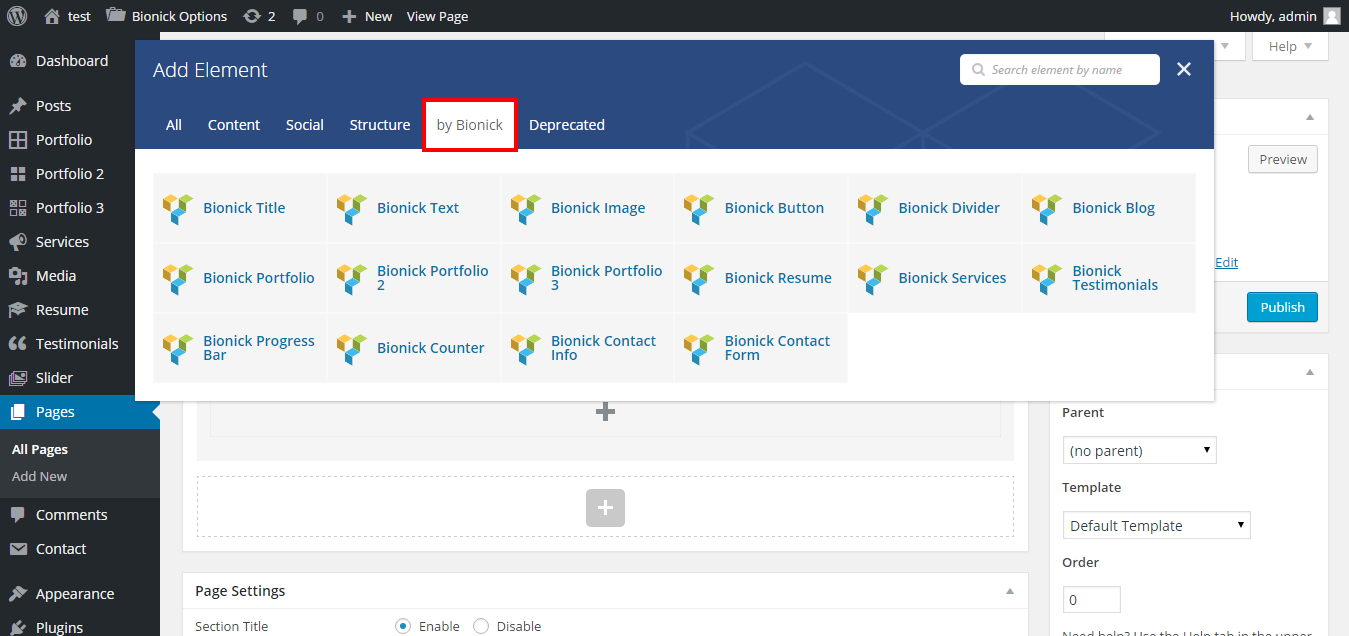 test
Bionick Options
2
0
New
View Page
Howdy, admin
Dashboard
Posts
Portfolio
Portfolio 2
Portfolio 3
Services
Media
Resume
Testimonials
Slider
Pages
All Pages
Add New
Comments
Contact
Appearance
Plugins
Add Element
Search element by name
All
Content
Social
Structure
by Bionick
Deprecated
Bionick Title
Bionick Text
Bionick Image
Bionick Button
Bionick Divider
Bionick Blog
Bionick Portfolio
Bionick Portfolio
2
Bionick Portfolio
3
Bionick Resume
Bionick Services
Bionick
Testimonials
Bionick Progress
Bar
Bionick Counter
Bionick Contact
Info
Bionick Contact
Form
Page Settings
Section Title
Enable
Disable
Help
Preview
Edit
Publish
Parent
(no parent)
Template
Default Template
Order
0
Need help? Use the Help tab in the upper